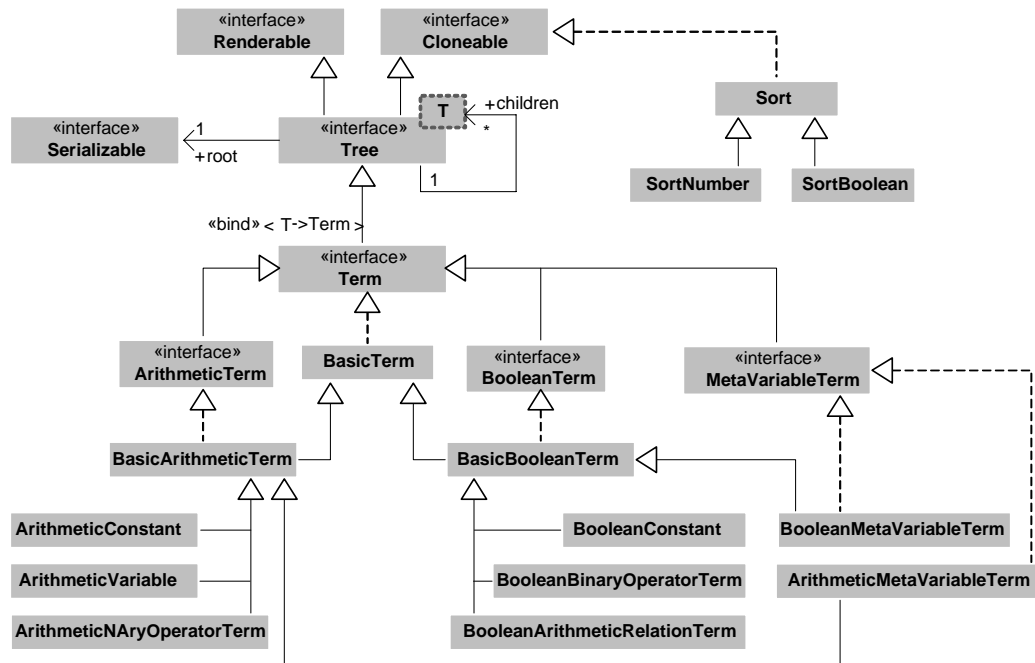 «interface»
Renderable
«interface»
Cloneable
T
+children
*
Sort
«interface»
Serializable
1
+root
«interface»
Tree
1
SortNumber
SortBoolean
«bind» < T->Term >
«interface»
Term
«interface»
ArithmeticTerm
BasicTerm
«interface»
BooleanTerm
«interface»
MetaVariableTerm
BasicArithmeticTerm
BasicBooleanTerm
ArithmeticConstant
BooleanConstant
BooleanMetaVariableTerm
ArithmeticVariable
BooleanBinaryOperatorTerm
ArithmeticMetaVariableTerm
ArithmeticNAryOperatorTerm
BooleanArithmeticRelationTerm